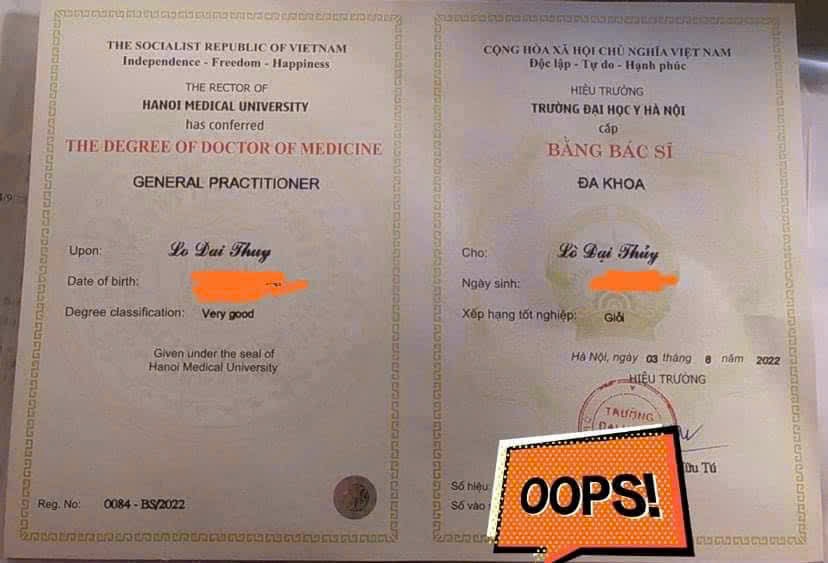 THE SOCIALIST REPUBLIC OF VIETNAM
Independence - Freedom - Happiness
THE RECTOR OF
HANOI MEDICAL UNIVERSITY
has conferred
THE DEGREE OF DOCTOR OF MEDICINE
GENERAL PRACTITIONER
Upon: Lo Dai Thuy
Date of birth:
Degree classification: Very good
Given under the seal of
Hanoi Medical University
Reg. No: 0084 - BS/2022
CỘNG HÒA XÃ HỘI CHỦ NGHĨA VIỆT NAM
Độc lập - Tự do - Hạnh phúc
HIỆU TRƯỞNG
TRƯỜNG ĐẠI HỌC Y HÀ NỘI
cấp
BẰNG BÁC SĨ
ĐA KHOA
Cho: Lò Đại Thủy
Ngày sinh:
Xếp hạng tốt nghiệp: Giỏi
Hà Nội, ngày 03 tháng 6 năm 2022
HIỆU TRƯỞNG
TRƯỜNG
Hữu Tú
Số hiệu
Số vào
OOPS!